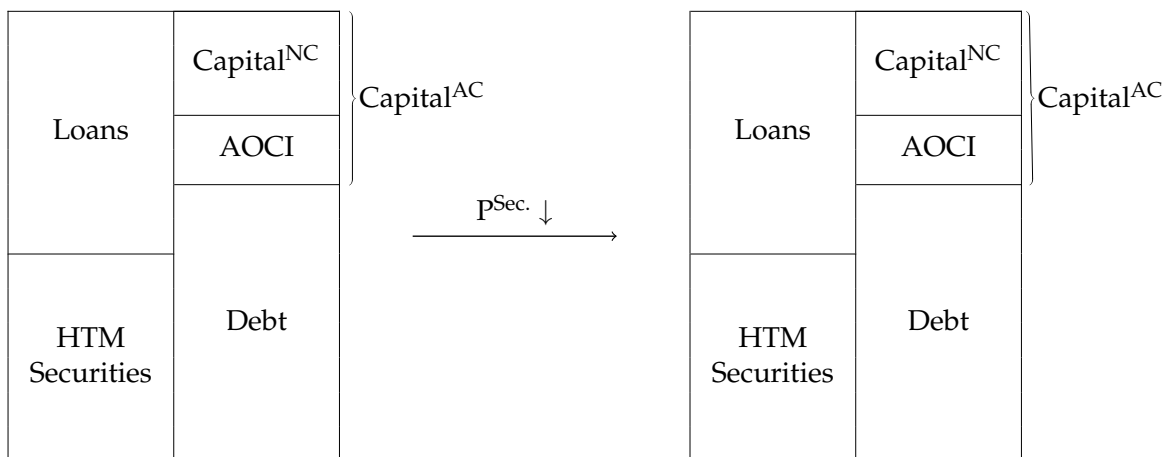 Loans
HTM
Securities
Capital^NC
AOCI
Debt
Capital^AC
P^Sec. ↓
Loans
HTM
Securities
Capital^NC
AOCI
Debt
Capital^AC